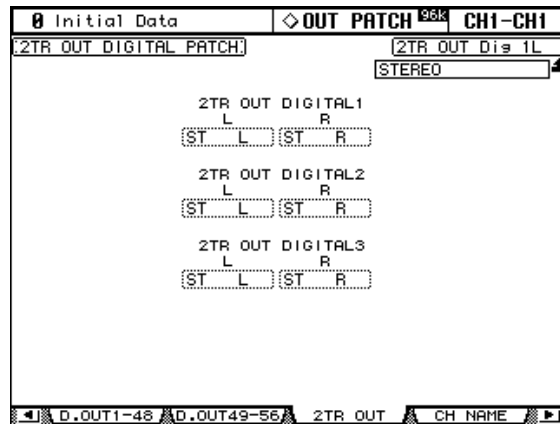 0 Initial Data ◇OUT PATCH 96k CH1-CH1
2TR OUT DIGITAL PATCH 2TR OUT Dig 1L
STEREO
2TR OUT DIGITAL1
L R
ST L ST R
2TR OUT DIGITAL2
L R
ST L ST R
2TR OUT DIGITAL3
L R
ST L ST R
D.OUT1-48 D.OUT49-56 2TR OUT CH NAME